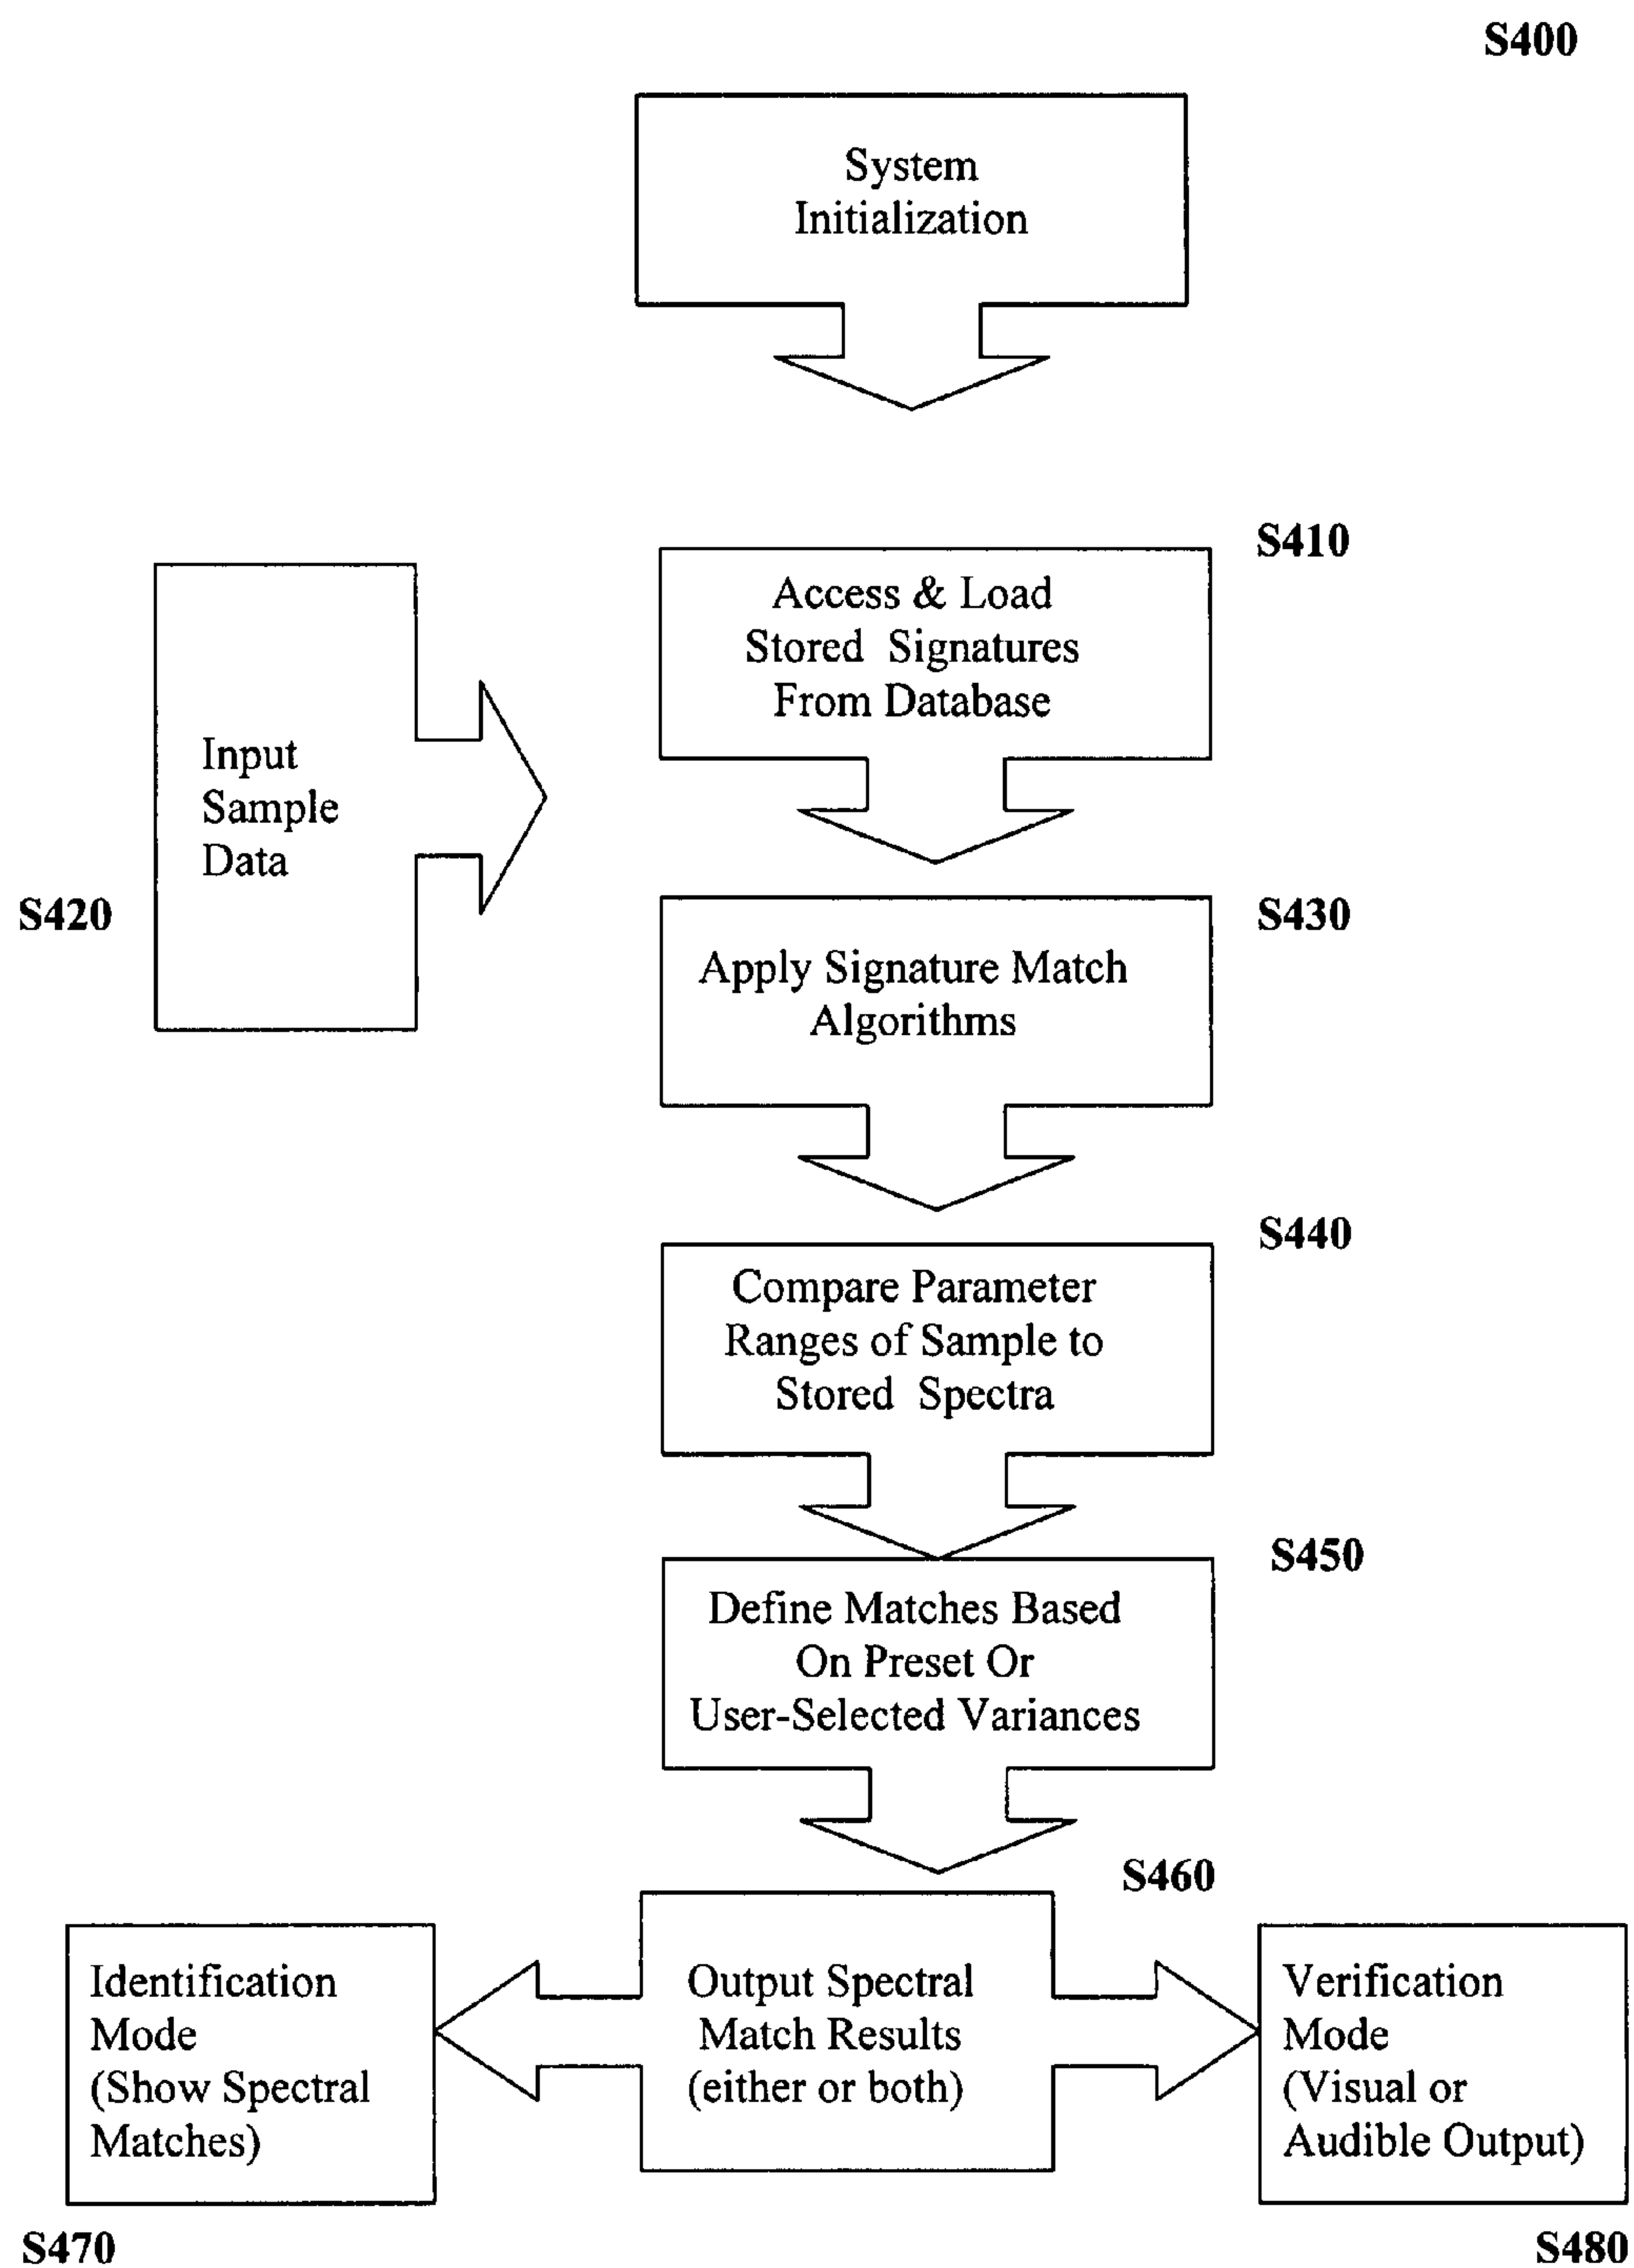 S400
System
Initialization
S410
Access & Load
Stored Signatures
From Database
Input
Sample
Data
S420
S430
Apply Signature Match
Algorithms
S440
Compare Parameter
Ranges of Sample to
Stored Spectra
S450
Define Matches Based
On Preset Or
User-Selected Variances
S460
Output Spectral
Match Results
(either or both)
Identification
Mode
(Show Spectral
Matches)
S470
Verification
Mode
(Visual or
Audible Output)
S480